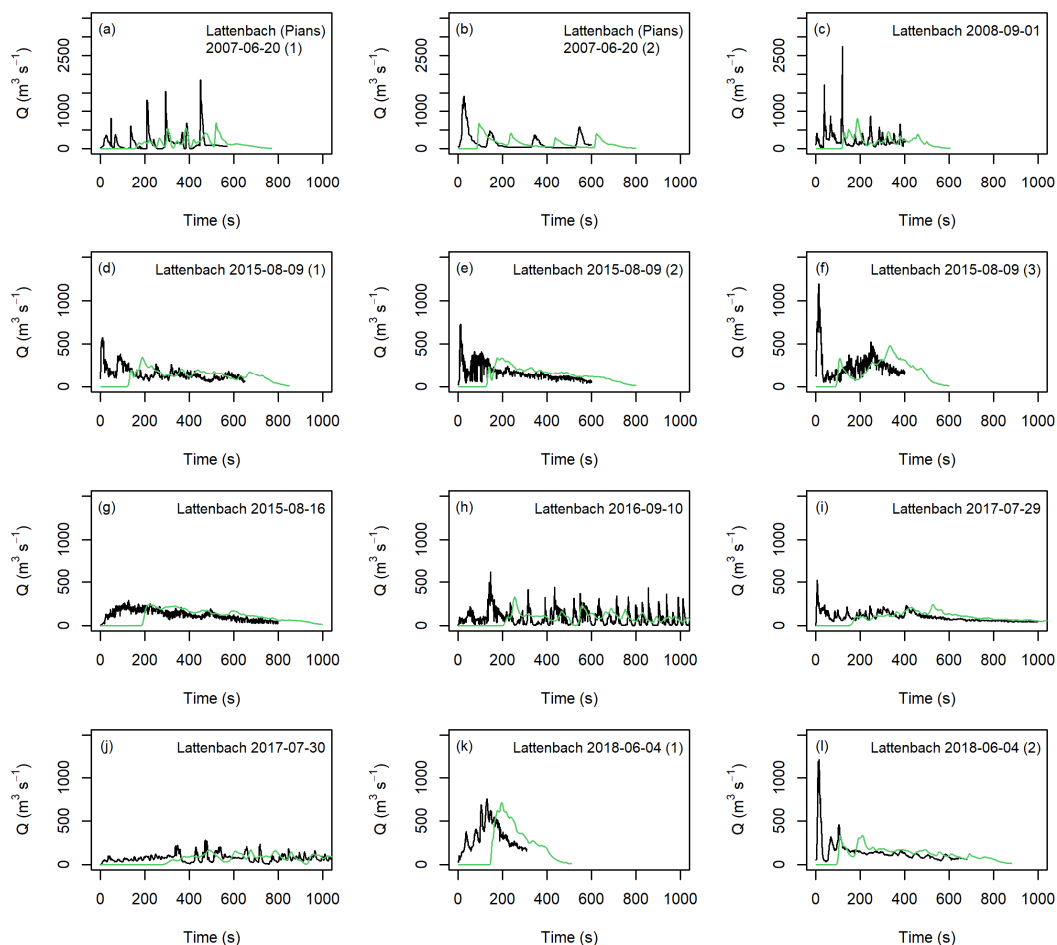 (a)
Lattenbach (Pians)
2007-06-20 (1)
Q (m³ s⁻¹)
0 1000 2500
0 200 400 600 800 1000
Time (s)
(b)
Lattenbach (Pians)
2007-06-20 (2)
Q (m³ s⁻¹)
0 1000 2500
0 200 400 600 800 1000
Time (s)
(c)
Lattenbach 2008-09-01
Q (m³ s⁻¹)
0 1000 2500
0 200 400 600 800 1000
Time (s)
(d)
Lattenbach 2015-08-09 (1)
Q (m³ s⁻¹)
0 500 1000
0 200 400 600 800 1000
Time (s)
(e)
Lattenbach 2015-08-09 (2)
Q (m³ s⁻¹)
0 500 1000
0 200 400 600 800 1000
Time (s)
(f)
Lattenbach 2015-08-09 (3)
Q (m³ s⁻¹)
0 500 1000
0 200 400 600 800 1000
Time (s)
(g)
Lattenbach 2015-08-16
Q (m³ s⁻¹)
0 500 1000
0 200 400 600 800 1000
Time (s)
(h)
Lattenbach 2016-09-10
Q (m³ s⁻¹)
0 500 1000
0 200 400 600 800 1000
Time (s)
(i)
Lattenbach 2017-07-29
Q (m³ s⁻¹)
0 500 1000
0 200 400 600 800 1000
Time (s)
(j)
Lattenbach 2017-07-30
Q (m³ s⁻¹)
0 500 1000
0 200 400 600 800 1000
Time (s)
(k)
Lattenbach 2018-06-04 (1)
Q (m³ s⁻¹)
0 500 1000
0 200 400 600 800 1000
Time (s)
(l)
Lattenbach 2018-06-04 (2)
Q (m³ s⁻¹)
0 500 1000
0 200 400 600 800 1000
Time (s)